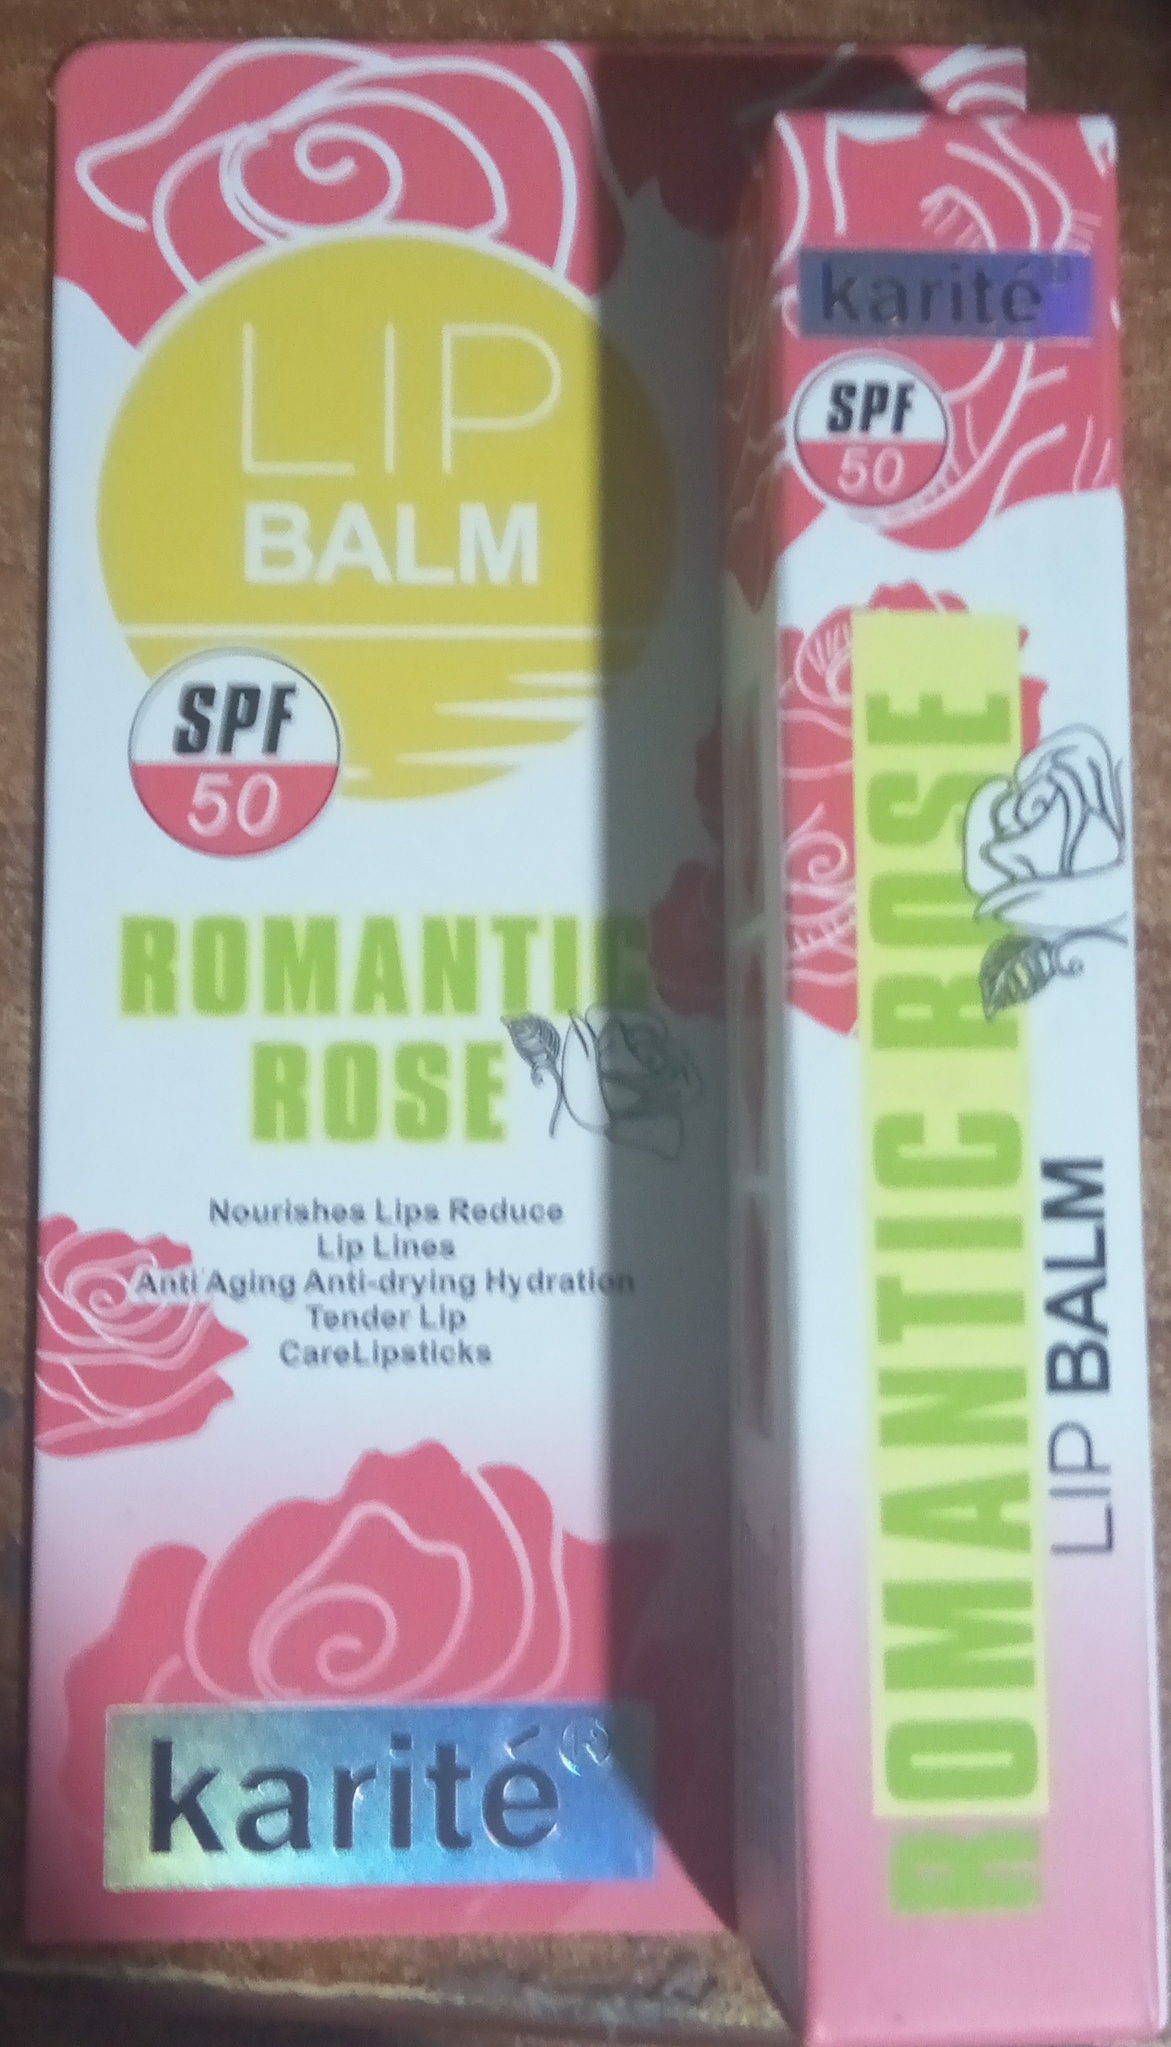 LIP
BALM
SPF
50
ROMANTIC
ROSE
Nourishes Lips Reduce
Lip Lines
Anti Aging Anti-drying Hydration
Tender Lip
CareLipsticks
karité®
karité
SPF
50
ROMANTIC ROSE
LIP BALM